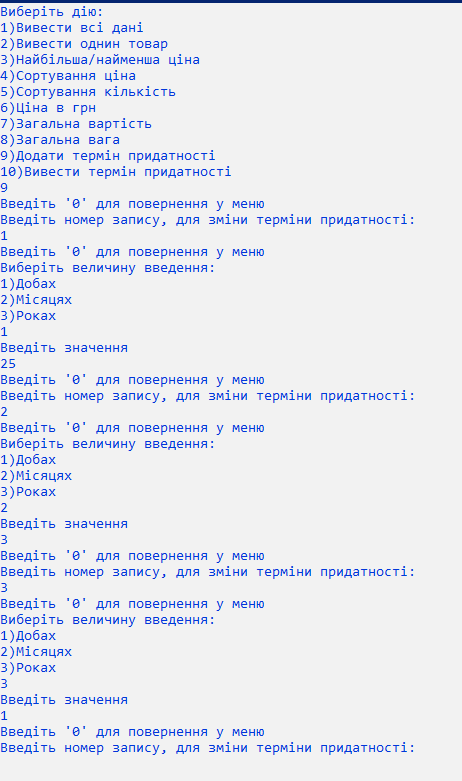 Виберіть дію:
1)Вивести всі дані
2)Вивести однин товар
3)Найбільша/найменша ціна
4)Сортування ціна
5)Сортування кількість
6)Ціна в грн
7)Загальна вартість
8)Загальна вага
9)Додати термін придатності
10)Вивести термін придатності
9
Введіть '0' для повернення у меню
Введіть номер запису, для зміни терміни придатності:
1
Введіть '0' для повернення у меню
Виберіть величину введення:
1)Добах
2)Місяцях
3)Роках
1
Введіть значення
25
Введіть '0' для повернення у меню
Введіть номер запису, для зміни терміни придатності:
2
Введіть '0' для повернення у меню
Виберіть величину введення:
1)Добах
2)Місяцях
3)Роках
2
Введіть значення
3
Введіть '0' для повернення у меню
Введіть номер запису, для зміни терміни придатності:
3
Введіть '0' для повернення у меню
Виберіть величину введення:
1)Добах
2)Місяцях
3)Роках
3
Введіть значення
1
Введіть '0' для повернення у меню
Введіть номер запису, для зміни терміни придатності: